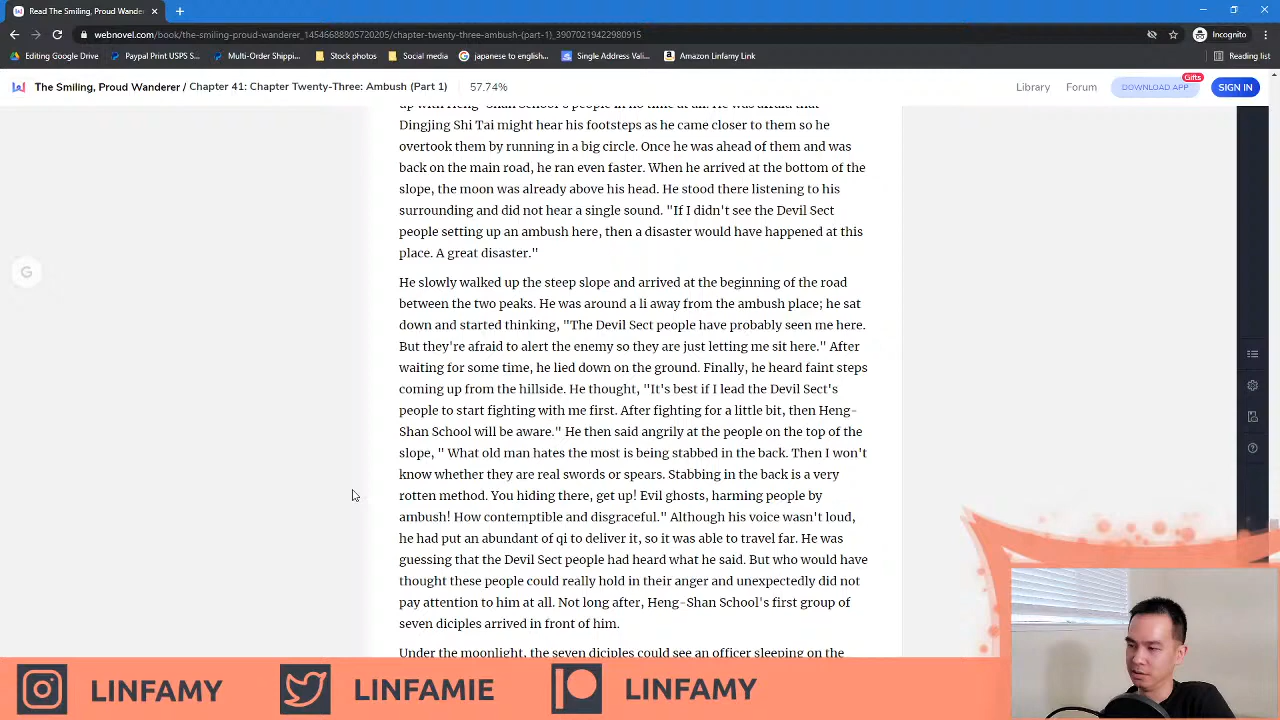 Read The Smiling, Proud Wander
Incognito
webnovel.com/book/the-smiling-proud-wanderer_14546688805720205/chapter-twenty-three-ambush-(part-1)_39070219422980915
Editing Drive
Paypal Print USPS S...
Multi-Order Shippi...
Stock photos
Social media
japanese to english...
Single Address Vali...
Amazon Linfamy Link
Reading list
The Smiling, Proud Wanderer / Chapter 41: Chapter Twenty-Three: Ambush (Part 1)
57.74%
Library
Forum
DOWNLOAD APP
Gifts
SIGN IN
up with Heng-Shan School's people in no time at all. He was afraid that
Dingjing Shi Tai might hear his footsteps as he came closer to them so he
overtook them by running in a big circle. Once he was ahead of them and was
back on the main road, he ran even faster. When he arrived at the bottom of the
slope, the moon was already above his head. He stood there listening to his
surrounding and did not hear a single sound. "If I didn't see the Devil Sect
people setting up an ambush here, then a disaster would have happened at this
place. A great disaster."
He slowly walked up the steep slope and arrived at the beginning of the road
between the two peaks. He was around a li away from the ambush place; he sat
down and started thinking, "The Devil Sect people have probably seen me here.
But they're afraid to alert the enemy so they are just letting me sit here." After
waiting for some time, he lied down on the ground. Finally, he heard faint steps
coming up from the hillside. He thought, "It's best if I lead the Devil Sect's
people to start fighting with me first. After fighting for a little bit, then Heng-
Shan School will be aware." He then said angrily at the people on the top of the
slope, " What old man hates the most is being stabbed in the back. Then I won't
know whether they are real swords or spears. Stabbing in the back is a very
rotten method. You hiding there, get up! Evil ghosts, harming people by
ambush! How contemptible and disgraceful." Although his voice wasn't loud,
he had put an abundant of qi to deliver it, so it was able to travel far. He was
guessing that the Devil Sect people had heard what he said. But who would have
thought these people could really hold in their anger and unexpectedly did not
pay attention to him at all. Not long after, Heng-Shan School's first group of
seven diciples arrived in front of him.
Under the moonlight, the seven diciples could see an officer sleeping on the
G
LINFAMY
LINFAMIE
LINFAMY